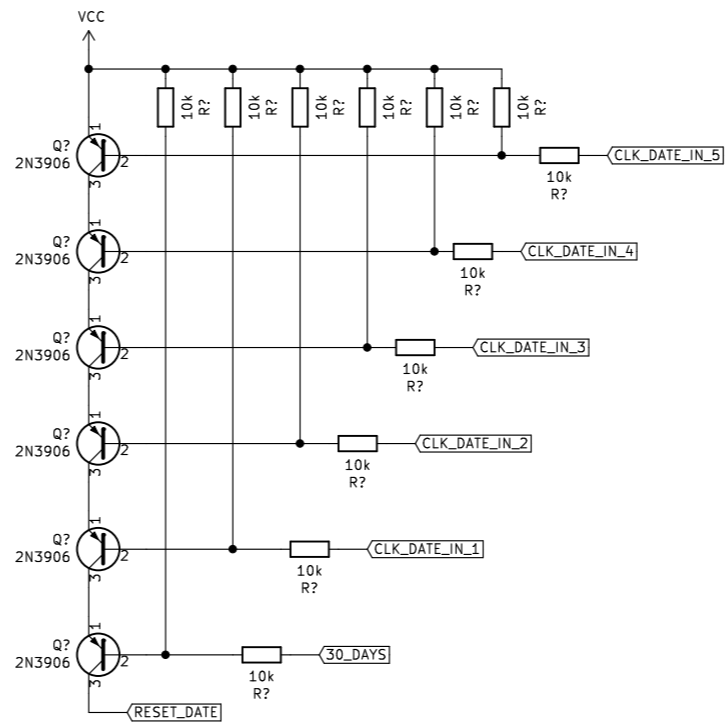 VCC
10k
R?
10k
R?
10k
R?
10k
R?
10k
R?
10k
R?
Q?
2N3906
1
2
3
10k
R?
CLK_DATE_IN_5
Q?
2N3906
1
2
3
10k
R?
CLK_DATE_IN_4
Q?
2N3906
1
2
3
10k
R?
CLK_DATE_IN_3
Q?
2N3906
1
2
3
10k
R?
CLK_DATE_IN_2
Q?
2N3906
1
2
3
10k
R?
CLK_DATE_IN_1
Q?
2N3906
1
2
3
10k
R?
30_DAYS
RESET_DATE